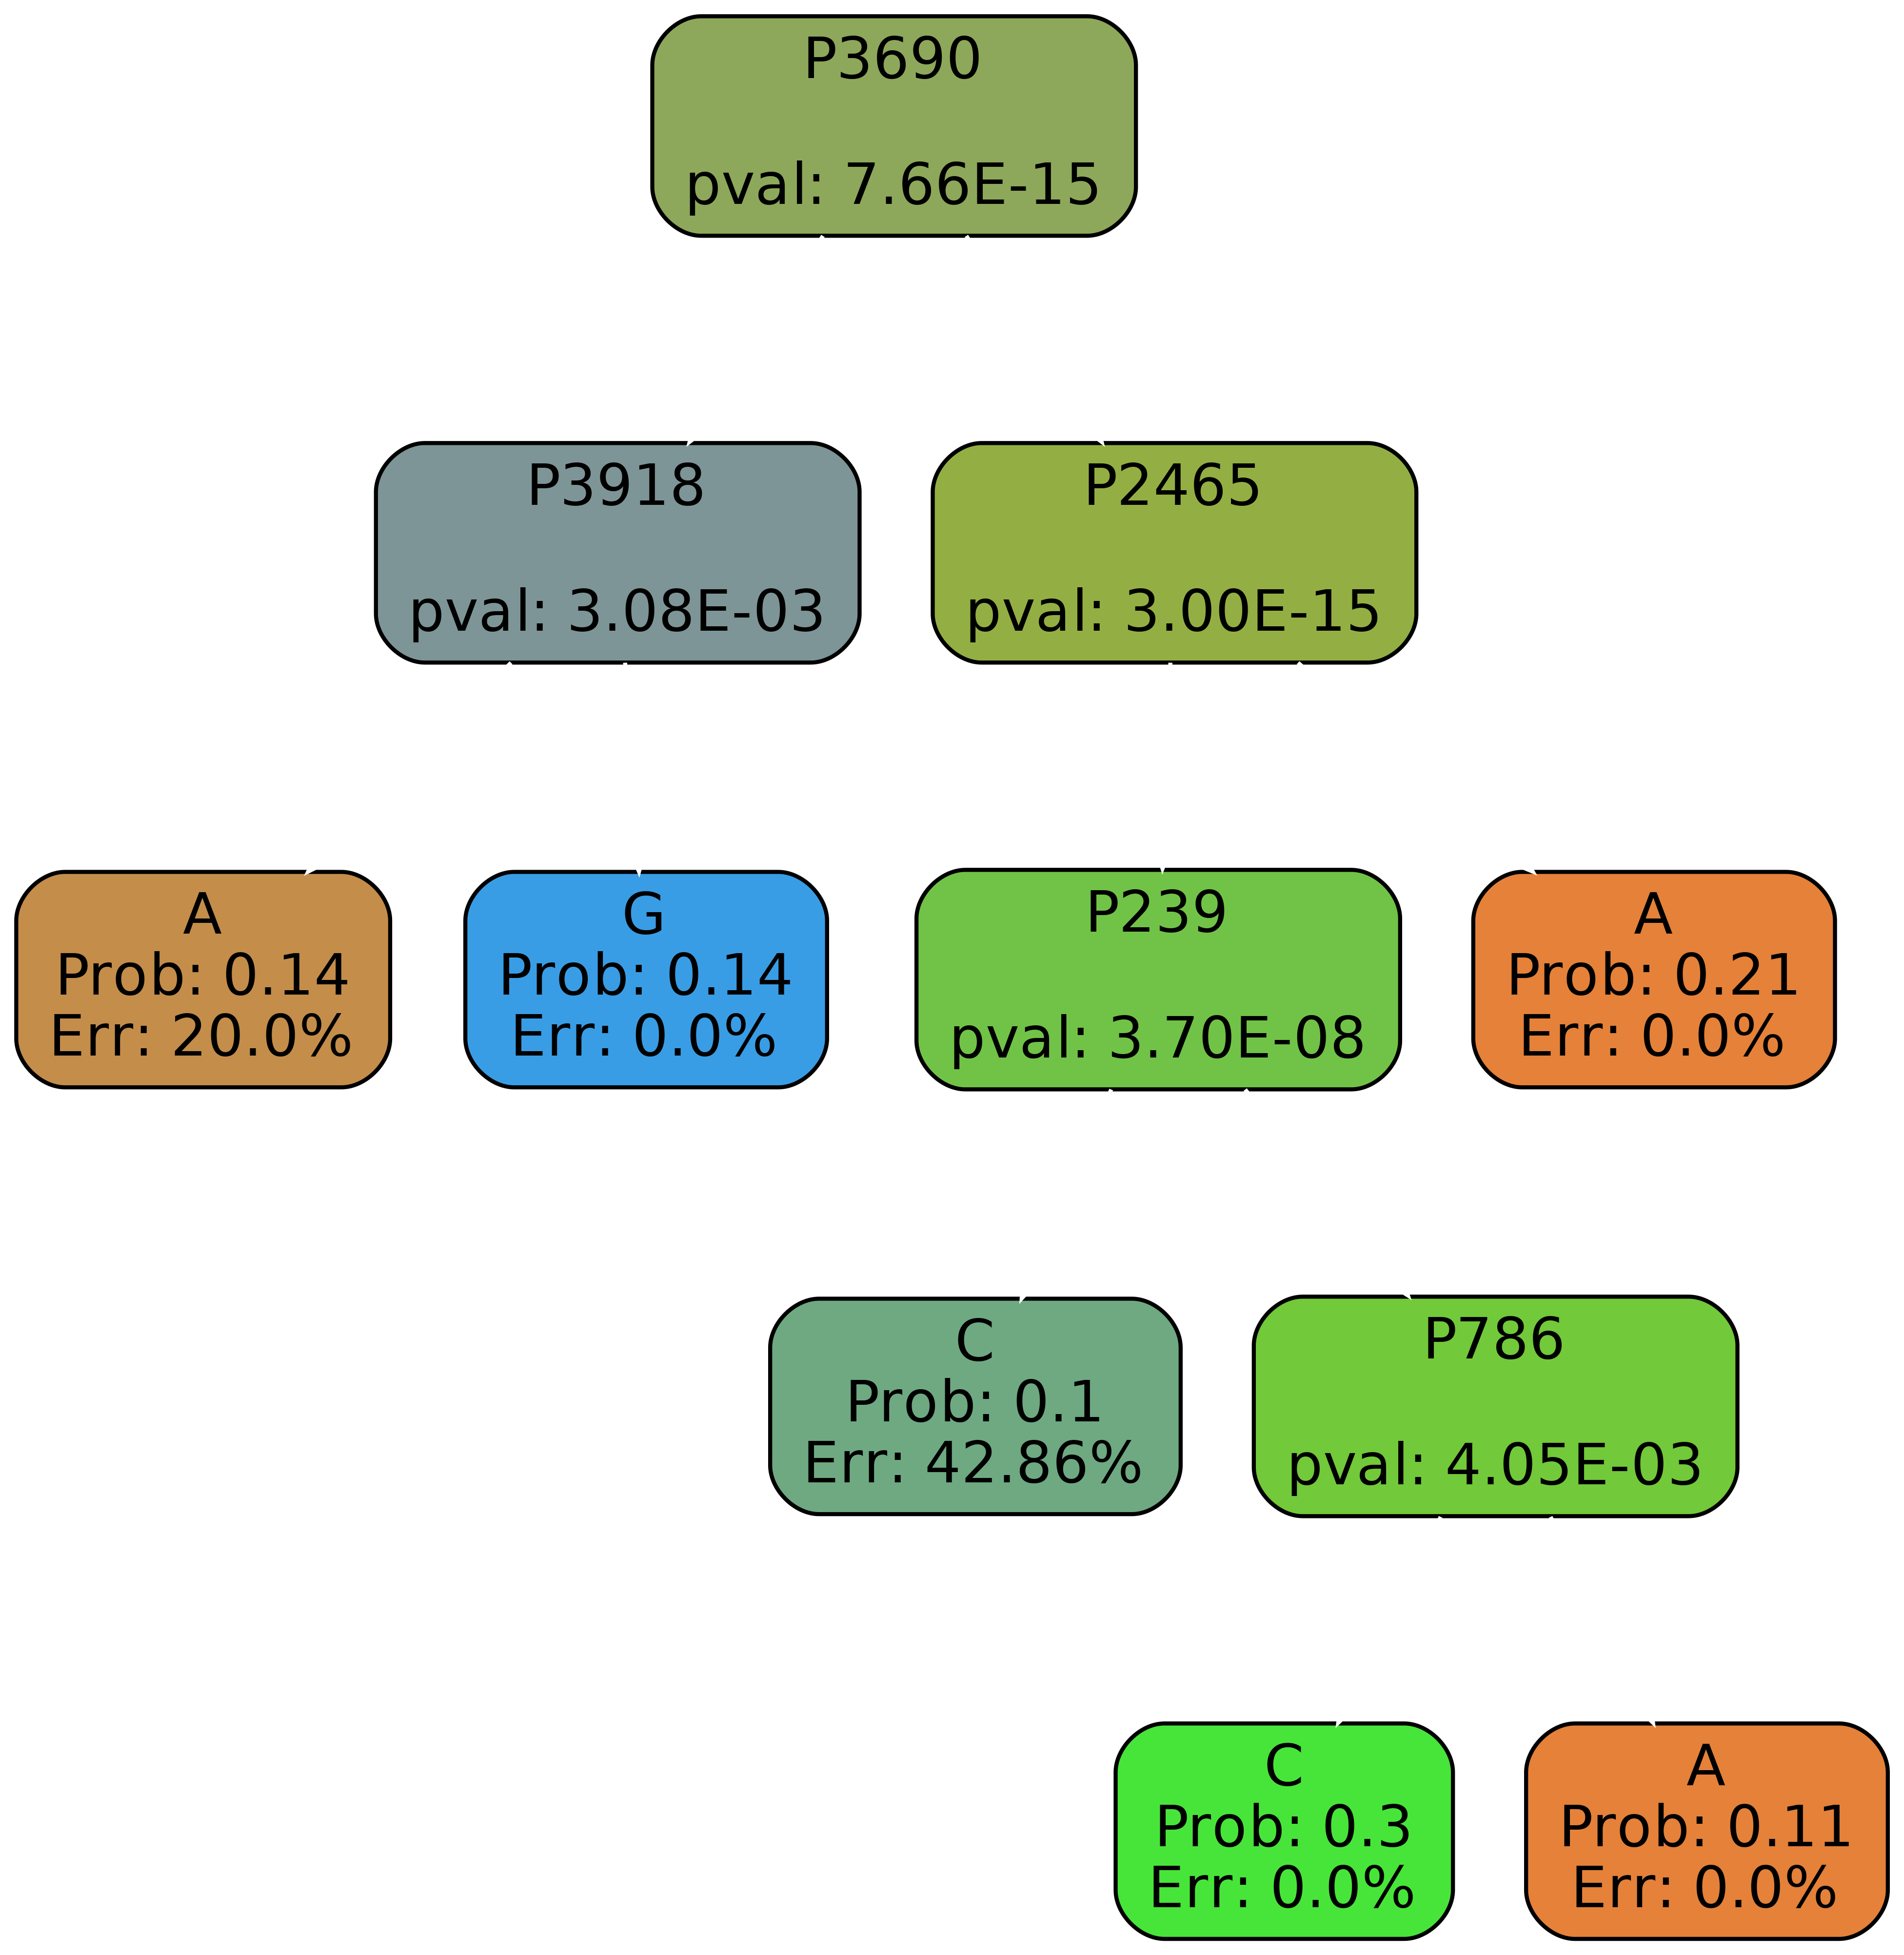 P3690
pval: 7.66E-15
P3918
pval: 3.08E-03
P2465
pval: 3.00E-15
A
Prob: 0.14
Err: 20.0%
G
Prob: 0.14
Err: 0.0%
P239
pval: 3.70E-08
A
Prob: 0.21
Err: 0.0%
C
Prob: 0.1
Err: 42.86%
P786
pval: 4.05E-03
C
Prob: 0.3
Err: 0.0%
A
Prob: 0.11
Err: 0.0%